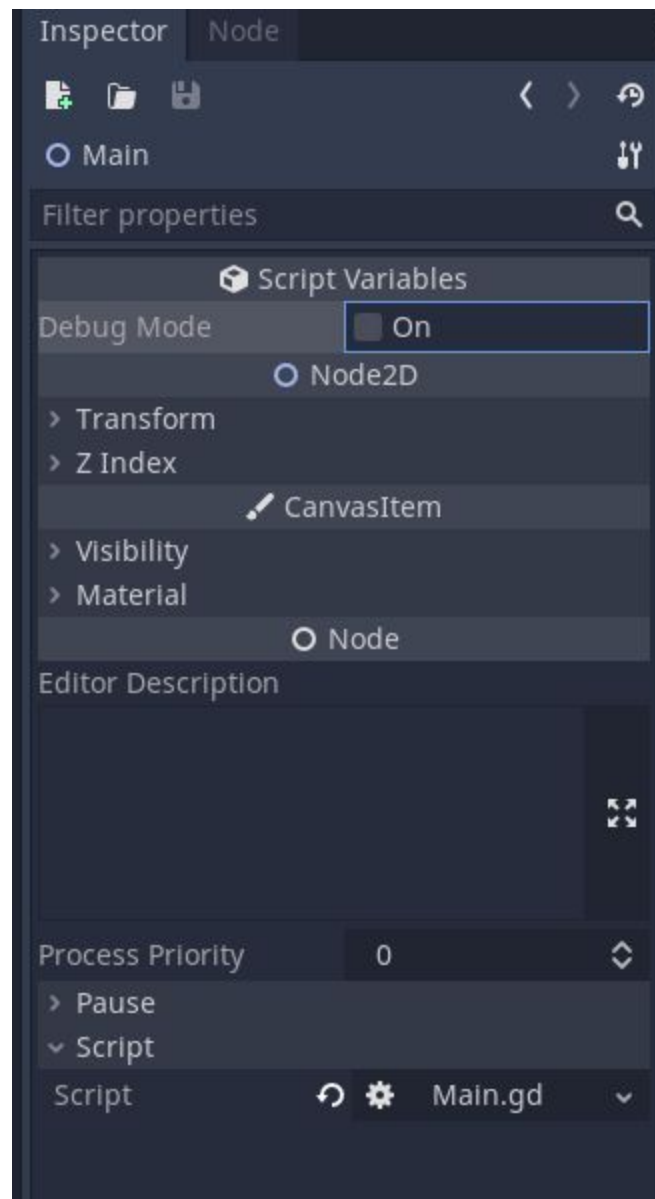 Inspector Node
Main
Filter properties
Script Variables
Debug Mode On
Node2D
Transform
Z Index
CanvasItem
Visibility
Material
Node
Editor Description
Process Priority 0
Pause
Script
Script Main.gd